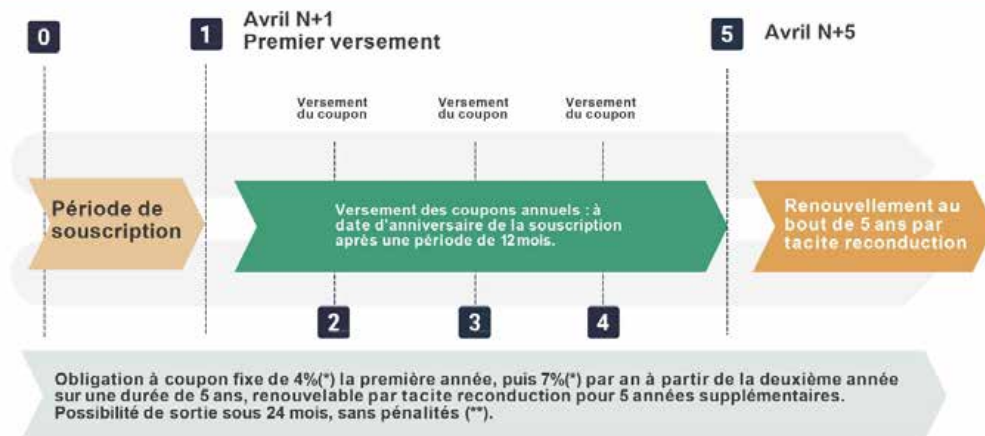 0
1
Avril N+1
Premier versement
5
Avril N+5
Versement
du coupon
Versement
du coupon
Versement
du coupon
Période de
souscription
Versement des coupons annuels : à
date d'anniversaire de la souscription
après une période de 12 mois.
Renouvellement au
bout de 5 ans par
tacite reconduction
2
3
4
Obligation à coupon fixe de 4%(*) la première année, puis 7%(*) par an à partir de la deuxième année
sur une durée de 5 ans, renouvelable par tacite reconduction pour 5 années supplémentaires.
Possibilité de sortie sous 24 mois, sans pénalités (**).